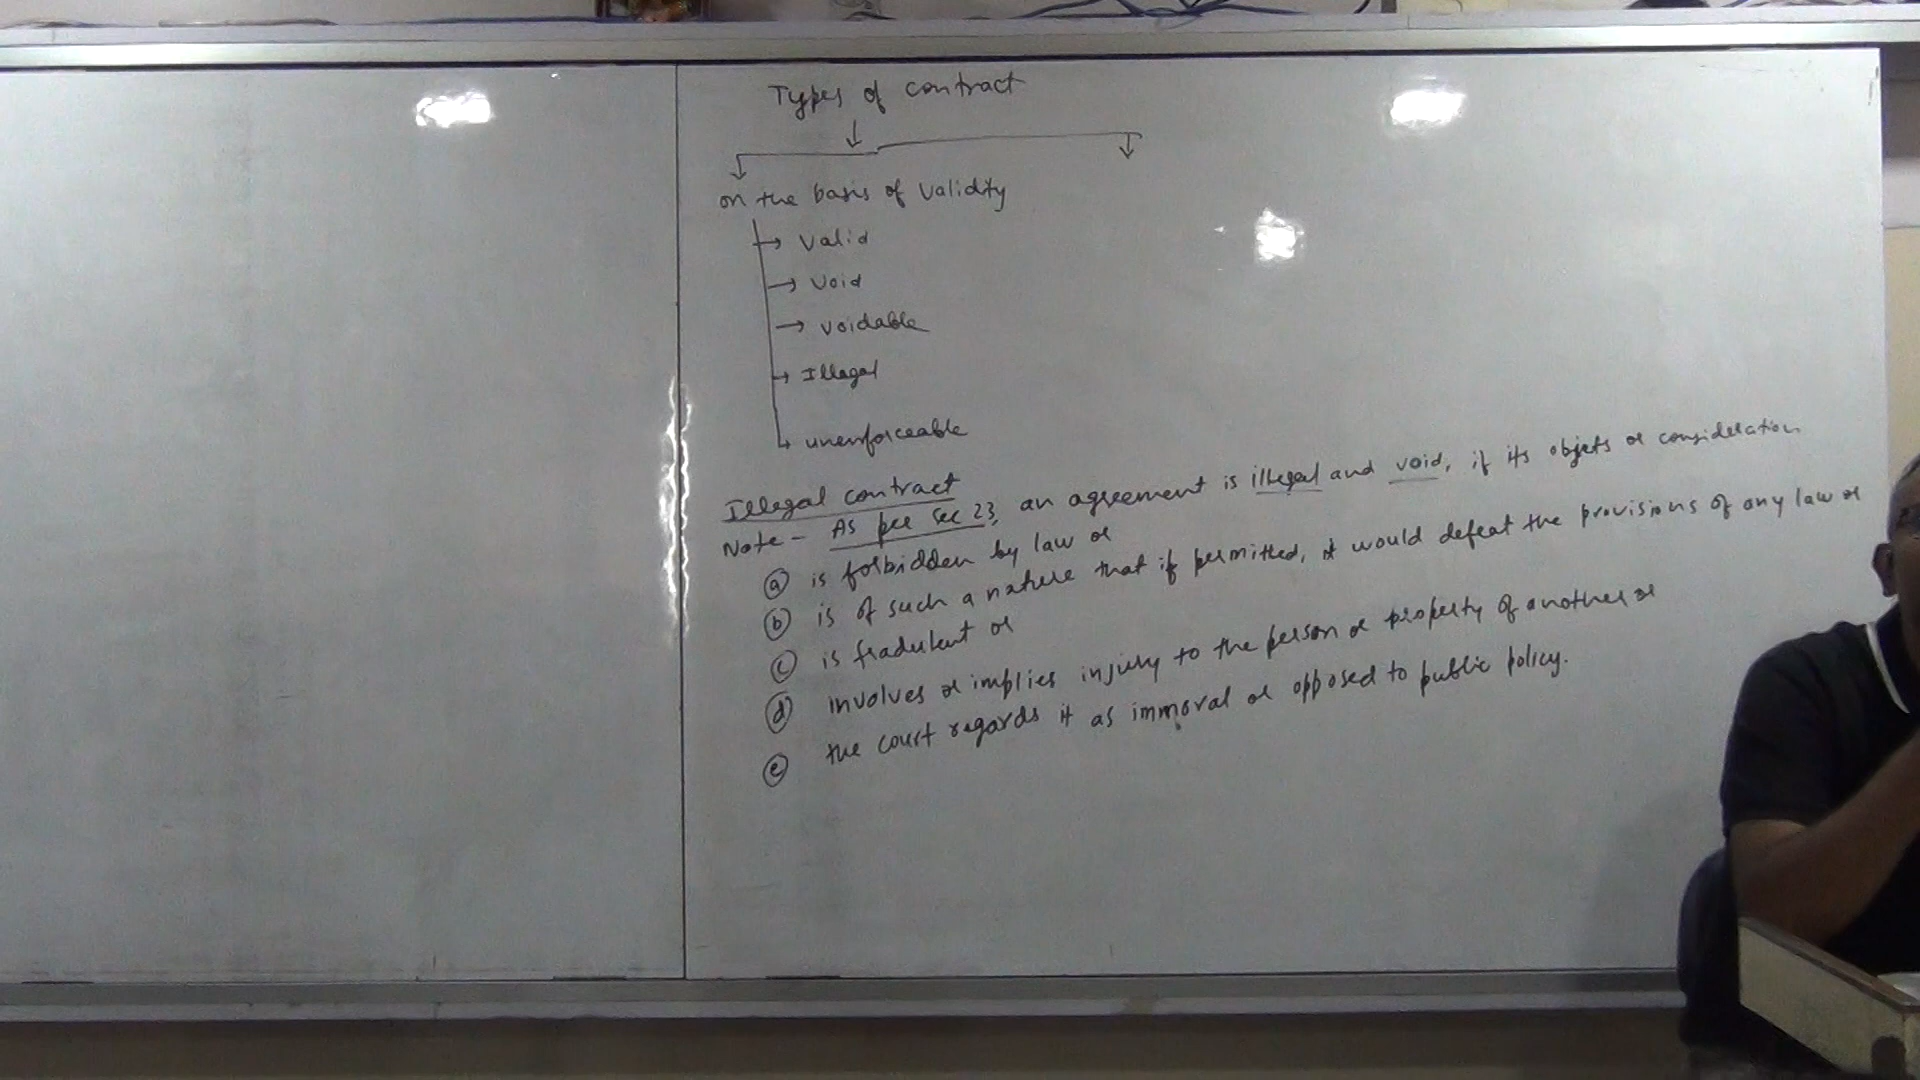 Types of contract
on the basis of validity
valid
void
voidable
Illagal
unenforceable
Illegal contract
Note - As per sec 23, an agreement is illegal and void, if its objets or consideration
(a) is forbidden by law or
(b) is of such a nature that if permitted, it would defeat the provisions of any law or
(c) is fradulent or
(d) involves or implies injury to the person or property of another or
(e) the court regards it as immoral or opposed to public policy.